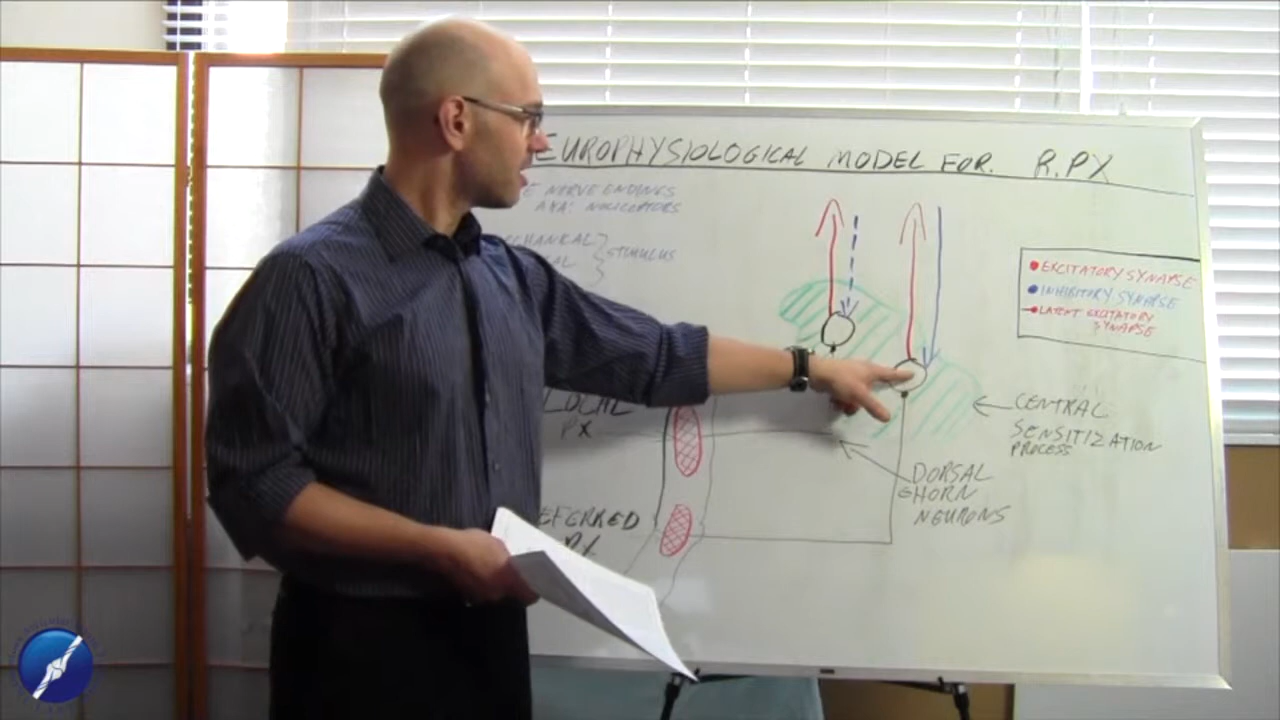 EUROPHYSIOLOGICAL MODEL FOR. R.PX
E NERVE ENDINGS
AKA: NOCICEPTORS
CHANICAL
STIMULUS
EXCITATORY SYNAPSE
INHIBITORY SYNAPSE
LATENT EXCITATORY
SYNAPSE
LOCAL
PX
CENTRAL
SENSITIZATION
PROCESS
DORSAL
HORN
NEURONS
EFERRED
PX